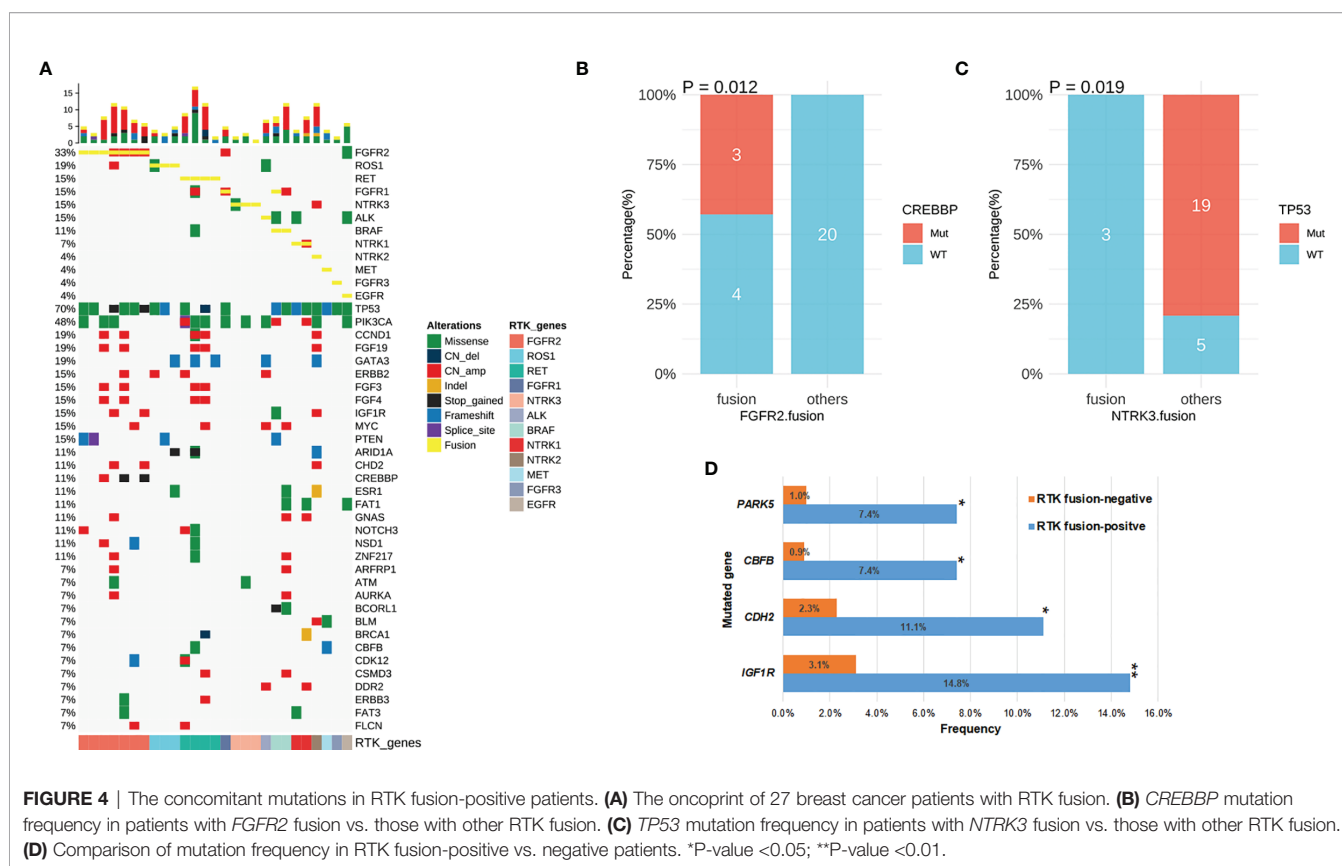 A
15
10
5
0
33% FGFR2
19% ROS1
15% RET
15% FGFR1
15% NTRK3
15% ALK
11% BRAF
7% NTRK1
4% NTRK2
4% MET
4% FGFR3
4% EGFR
70% TP53
48% PIK3CA
19% CCND1
19% FGF19
19% GATA3
15% ERBB2
15% FGF3
15% FGF4
15% IGF1R
15% MYC
15% PTEN
11% ARID1A
11% CHD2
11% CREBBP
11% ESR1
11% FAT1
11% GNAS
11% NOTCH3
11% NSD1
11% ZNF217
7% ARFRP1
7% ATM
7% AURKA
7% BCORL1
7% BLM
7% BRCA1
7% CBFB
7% CDK12
7% CSMD3
7% DDR2
7% ERBB3
7% FAT3
7% FLCN
RTK_genes
Alterations
Missense
CN_del
CN_amp
Indel
Stop_gained
Frameshift
Splice_site
Fusion
RTK_genes
FGFR2
ROS1
RET
FGFR1
NTRK3
ALK
BRAF
NTRK1
NTRK2
MET
FGFR3
EGFR
B
P = 0.012
100%
75%
50%
25%
0%
Percentage(%)
3
4
20
fusion others
FGFR2.fusion
CREBBP
Mut
WT
C
P = 0.019
100%
75%
50%
25%
0%
Percentage(%)
3
19
5
fusion others
NTRK3.fusion
TP53
Mut
WT
D
Mutated gene
PARK5
1.0%
7.4%
*
CBFB
0.9%
7.4%
*
CDH2
2.3%
11.1%
*
IGF1R
3.1%
14.8%
**
RTK fusion-negative
RTK fusion-positve
0.0% 2.0% 4.0% 6.0% 8.0% 10.0% 12.0% 14.0% 16.0%
Frequency
FIGURE 4 | The concomitant mutations in RTK fusion-positive patients. (A) The oncoprint of 27 breast cancer patients with RTK fusion. (B) CREBBP mutation
frequency in patients with FGFR2 fusion vs. those with other RTK fusion. (C) TP53 mutation frequency in patients with NTRK3 fusion vs. those with other RTK fusion.
(D) Comparison of mutation frequency in RTK fusion-positive vs. negative patients. *P-value <0.05; **P-value <0.01.